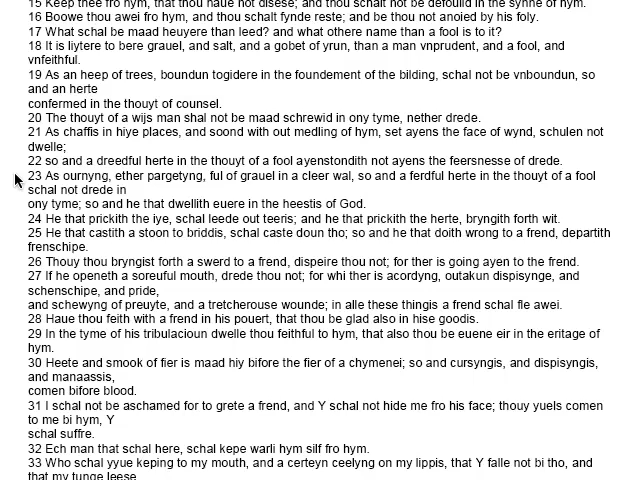 15 Keep thee fro hym, that thou haue not disese; and thou schalt not be defoulid in the synne of hym.
16 Boowe thou awei fro hym, and thou schalt fynde reste; and be thou not anoied by his foly.
17 What schal be maad heuyere than leed? and what othere name than a fool is to it?
18 It is liytere to bere grauel, and salt, and a gobet of yrun, than a man vnprudent, and a fool, and
vnfeithful.
19 As an heep of trees, boundun togidere in the foundement of the bilding, schal not be vnboundun, so
and an herte
confermed in the thouyt of counsel.
20 The thouyt of a wijs man shal not be maad schrewid in ony tyme, nether drede.
21 As chaffis in hiye places, and soond with out medling of hym, set ayens the face of wynd, schulen not
dwelle;
22 so and a dreedful herte in the thouyt of a fool ayenstondith not ayens the feersnesse of drede.
23 As ournyng, ether pargetyng, ful of grauel in a cleer wal, so and a ferdful herte in the thouyt of a fool
schal not drede in
ony tyme; so and he that dwellith euere in the heestis of God.
24 He that prickith the iye, schal leede out teeris; and he that prickith the herte, bryngith forth wit.
25 He that castith a stoon to briddis, schal caste doun tho; so and he that doith wrong to a frend, departith
frenschipe.
26 Thouy thou bryngist forth a swerd to a frend, dispeire thou not; for ther is going ayen to the frend.
27 If he openeth a soreuful mouth, drede thou not; for whi ther is acordyng, outakun dispisynge, and
schenschipe, and pride,
and schewyng of preuyte, and a tretcherouse wounde; in alle these thingis a frend schal fle awei.
28 Haue thou feith with a frend in his pouert, that thou be glad also in hise goodis.
29 In the tyme of his tribulacioun dwelle thou feithful to hym, that also thou be euene eir in the eritage of
hym.
30 Heete and smook of fier is maad hiy bifore the fier of a chymenei; so and cursyngis, and dispisyngis,
and manaassis,
comen bifore blood.
31 I schal not be aschamed for to grete a frend, and Y schal not hide me fro his face; thouy yuels comen
to me bi hym, Y
schal suffre.
32 Ech man that schal here, schal kepe warli hym silf fro hym.
33 Who schal yyue keping to my mouth, and a certeyn ceelyng on my lippis, that Y falle not bi tho, and
that my tunge leese